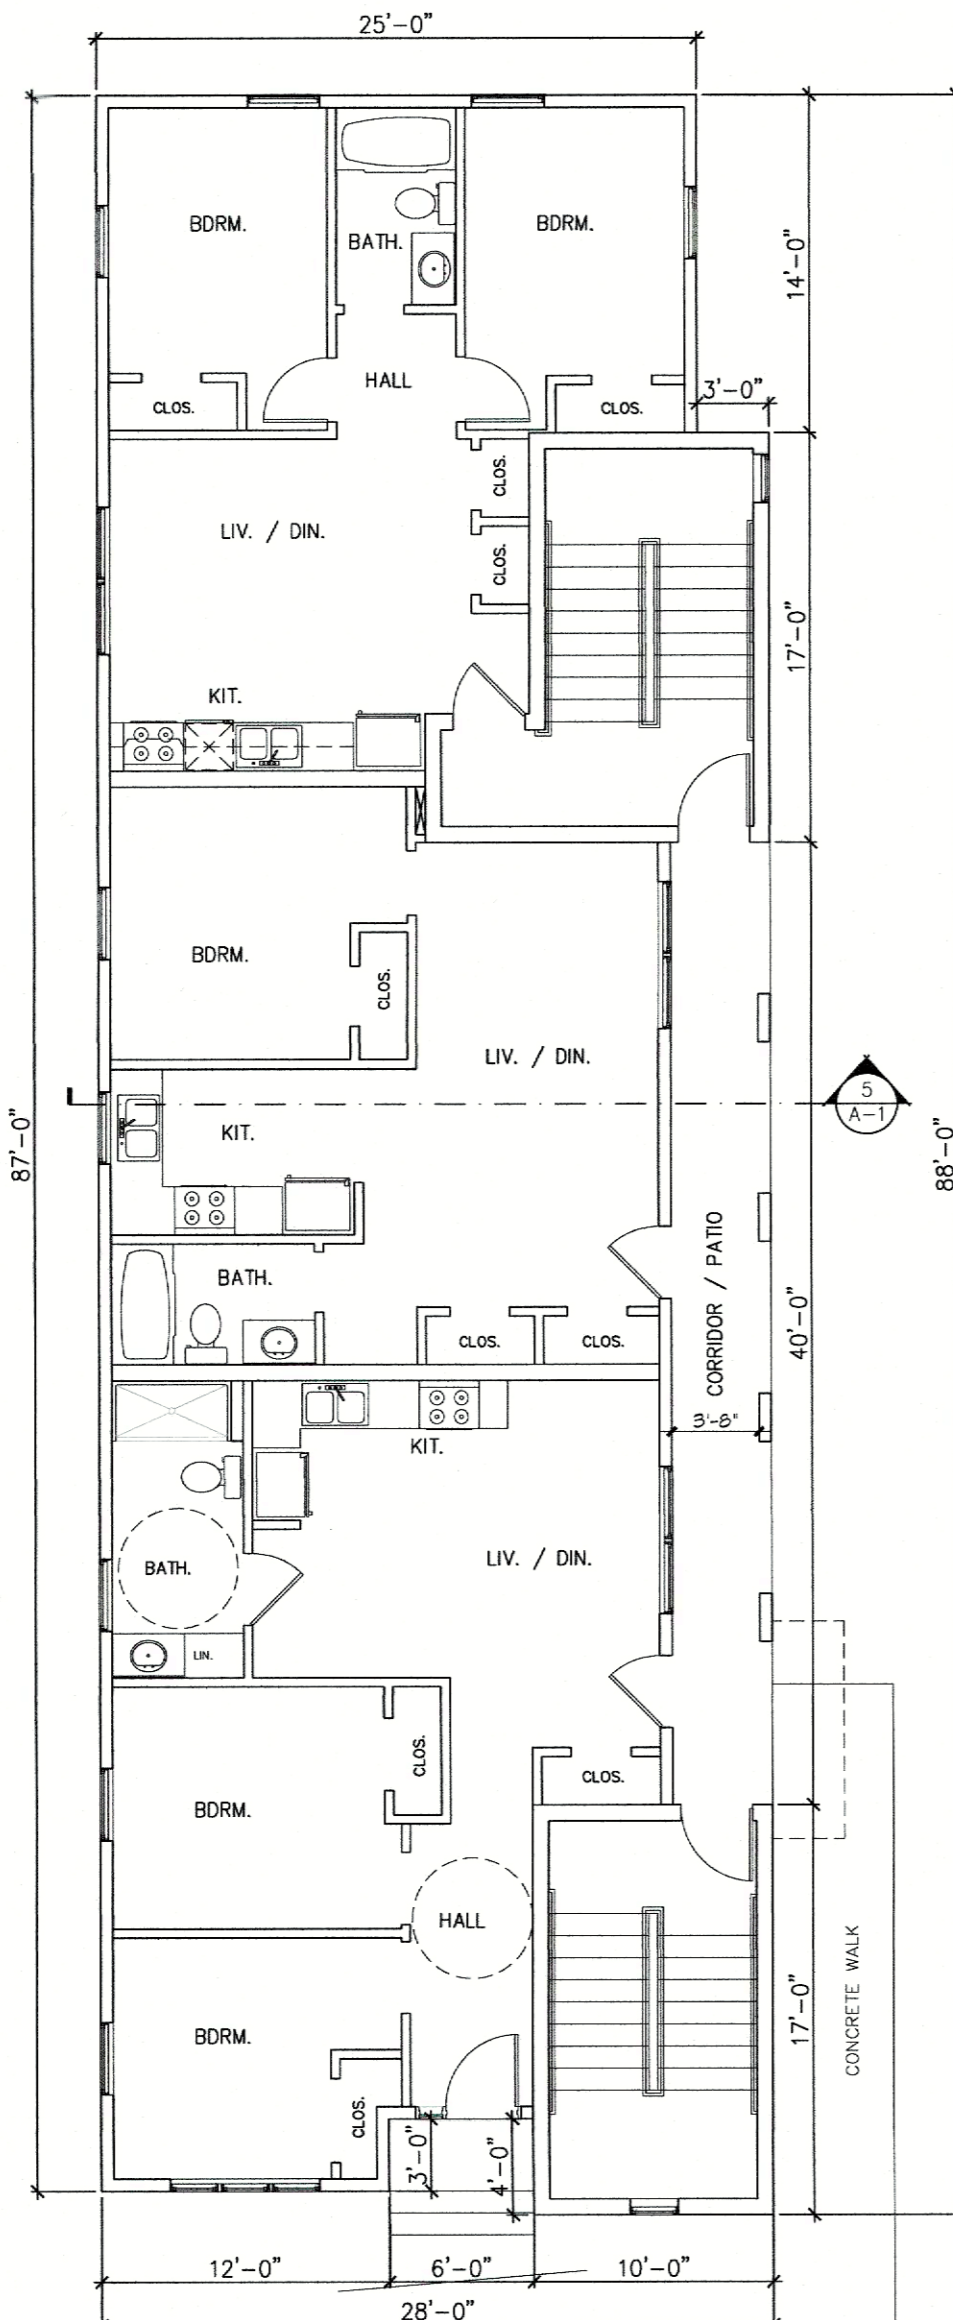 25'-0"
BDRM.
BATH.
BDRM.
14'-0"
HALL
CLOS.
CLOS.
3'-0"
CLOS.
LIV. / DIN.
CLOS.
17'-0"
KIT.
BDRM.
CLOS.
LIV. / DIN.
5
A-1
KIT.
87'-0"
88'-0"
BATH.
CORRIDOR / PATIO
40'-0"
CLOS.
CLOS.
3'-8"
KIT.
LIV. / DIN.
BATH.
LIN.
CLOS.
CLOS.
BDRM.
HALL
CONCRETE WALK
17'-0"
BDRM.
CLOS.
3'-0"
4'-0"
12'-0"
6'-0"
10'-0"
28'-0"